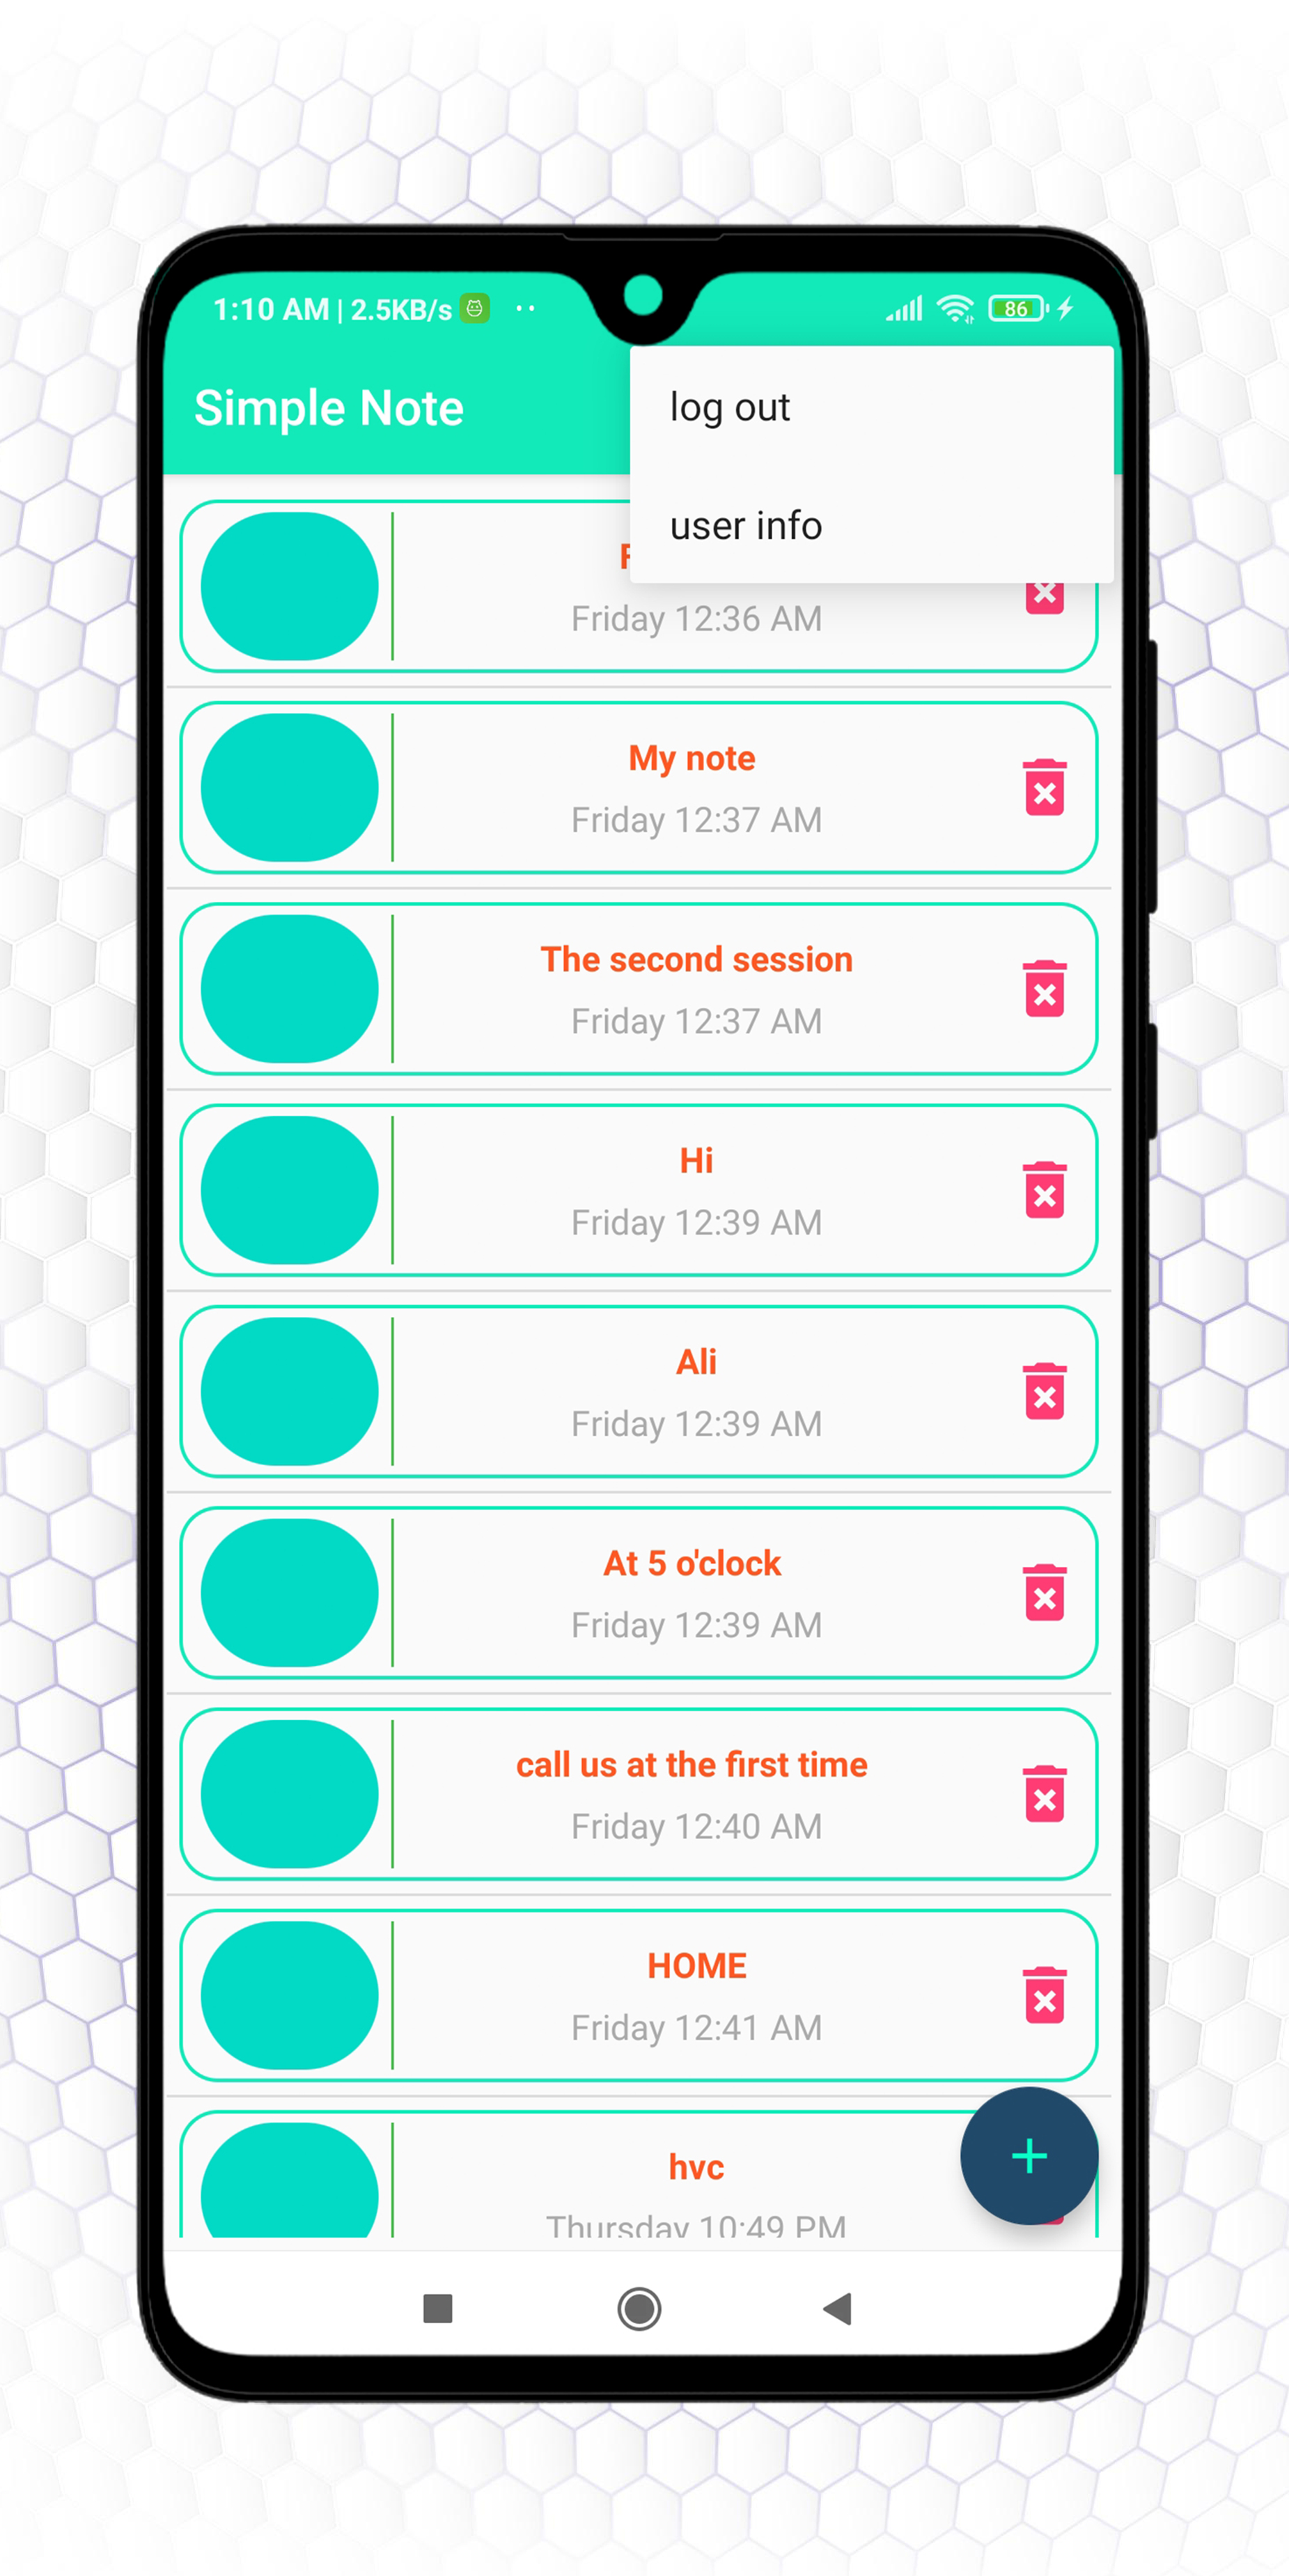 1:10 AM | 2.5KB/s
86
Simple Note
log out
user info
Friday 12:36 AM
My note
Friday 12:37 AM
The second session
Friday 12:37 AM
Hi
Friday 12:39 AM
Ali
Friday 12:39 AM
At 5 o'clock
Friday 12:39 AM
call us at the first time
Friday 12:40 AM
HOME
Friday 12:41 AM
hvc
Thursday 10:49 PM